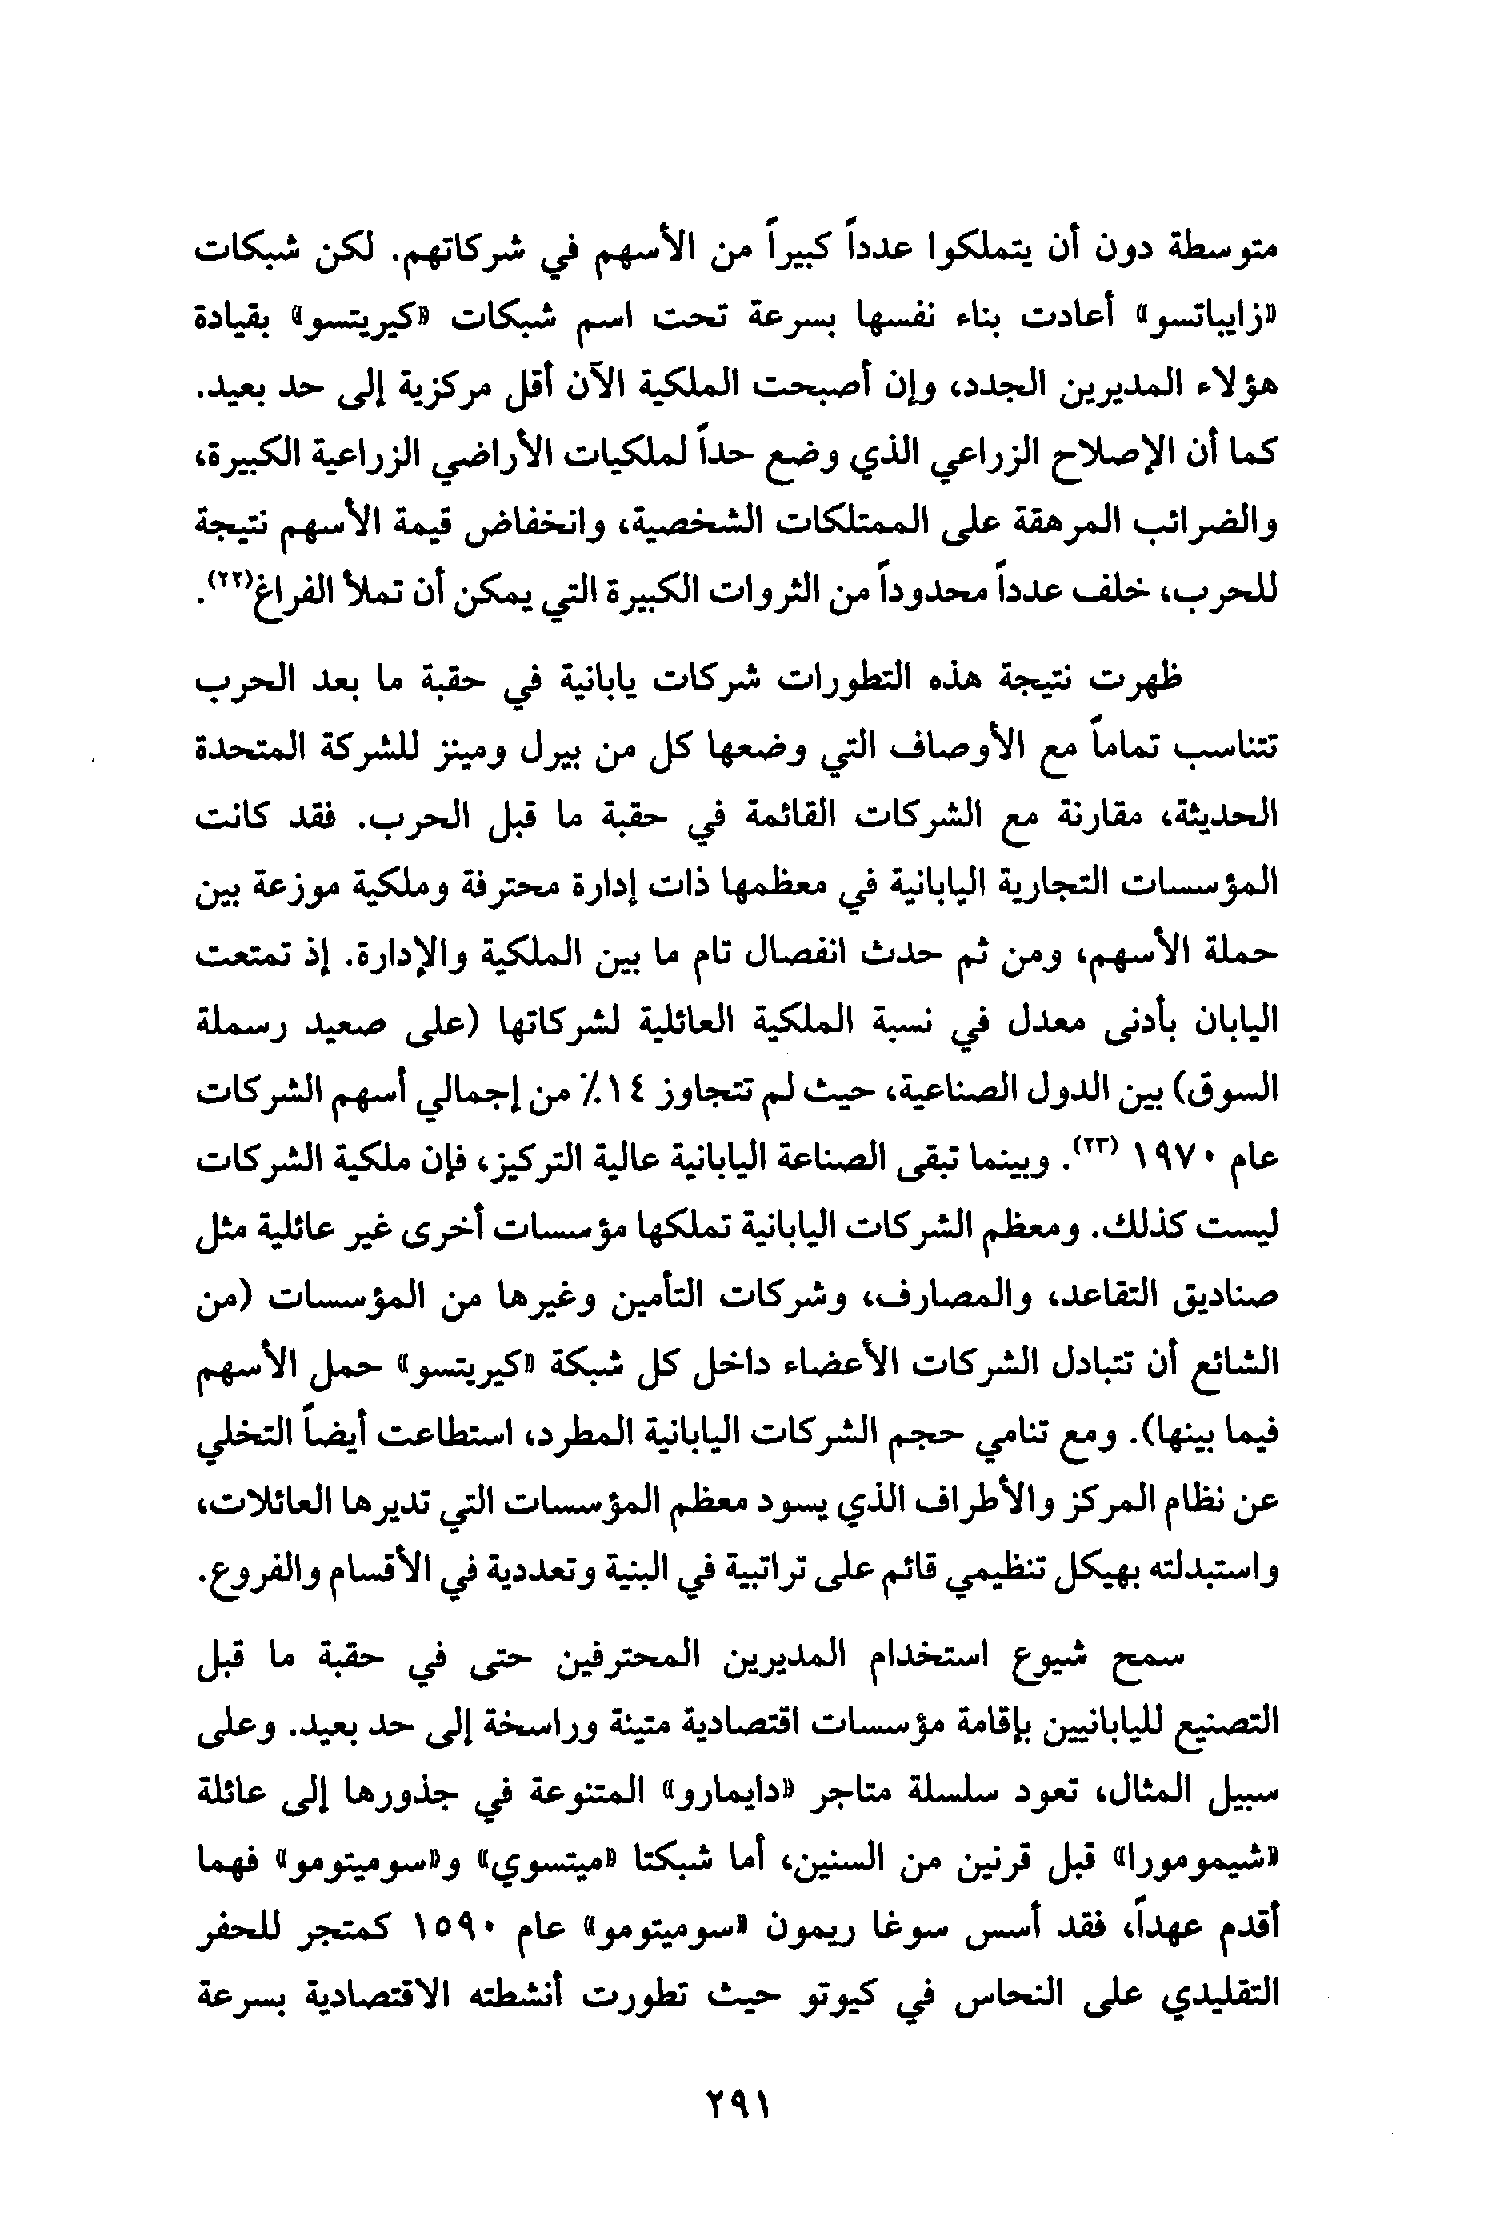 متوسطة دون أن يتملكوا عدداً كبيراً من الأسهم في شركاتهم. لكن شبكات
«زايباتسو» أعادت بناء نفسها بسرعة تحت اسم شبكات «كيريتسو» بقيادة
هؤلاء المديرين الجدد، وإن أصبحت الملكية الآن أقل مركزية إلى حد بعيد.
كما أن الإصلاح الزراعي الذي وضع حداً لملكيات الأراضي الزراعية الكبيرة،
والضرائب المرهقة على الممتلكات الشخصية، وانخفاض قيمة الأسهم نتيجة
للحرب، خلف عدداً محدوداً من الثروات الكبيرة التي يمكن أن تملأ الفراغ(٢٢).
ظهرت نتيجة هذه التطورات شركات يابانية في حقبة ما بعد الحرب
تتناسب تماماً مع الأوصاف التي وضعها كل من بيرل ومينز للشركة المتحدة
الحديثة، مقارنة مع الشركات القائمة في حقبة ما قبل الحرب. فقد كانت
المؤسسات التجارية اليابانية في معظمها ذات إدارة محترفة وملكية موزعة بين
حملة الأسهم، ومن ثم حدث انفصال تام ما بين الملكية والإدارة. إذ تمتعت
اليابان بأدنى معدل في نسبة الملكية العائلية لشركاتها (على صعيد رسملة
السوق) بين الدول الصناعية، حيث لم تتجاوز ١٤٪ من إجمالي أسهم الشركات
عام ١٩٧٠ (٢٣). وبينما تبقى الصناعة اليابانية عالية التركيز، فإن ملكية الشركات
ليست كذلك. ومعظم الشركات اليابانية تملكها مؤسسات أخرى غير عائلية مثل
صناديق التقاعد، والمصارف، وشركات التأمين وغيرها من المؤسسات (من
الشائع أن تتبادل الشركات الأعضاء داخل كل شبكة «كيريتسو» حمل الأسهم
فيما بينها). ومع تنامي حجم الشركات اليابانية المطرد، استطاعت أيضاً التخلي
عن نظام المركز والأطراف الذي يسود معظم المؤسسات التي تديرها العائلات،
واستبدلته بهيكل تنظيمي قائم على تراتبية في البنية وتعددية في الأقسام والفروع.
سمح شيوع استخدام المديرين المحترفين حتى في حقبة ما قبل
التصنيع لليابانيين بإقامة مؤسسات اقتصادية متينة وراسخة إلى حد بعيد. وعلى
سبيل المثال، تعود سلسلة متاجر «دايمارو» المتنوعة في جذورها إلى عائلة
«شيمومورا» قبل قرنين من السنين، أما شبكتا «ميتسوي» و«سوميتومو» فهما
أقدم عهداً، فقد أسس سوغا ريمون «سوميتومو» عام ١٥٩٠ كمتجر للحفر
التقليدي على النحاس في كيوتو حيث تطورت أنشطته الاقتصادية بسرعة
٢٩١